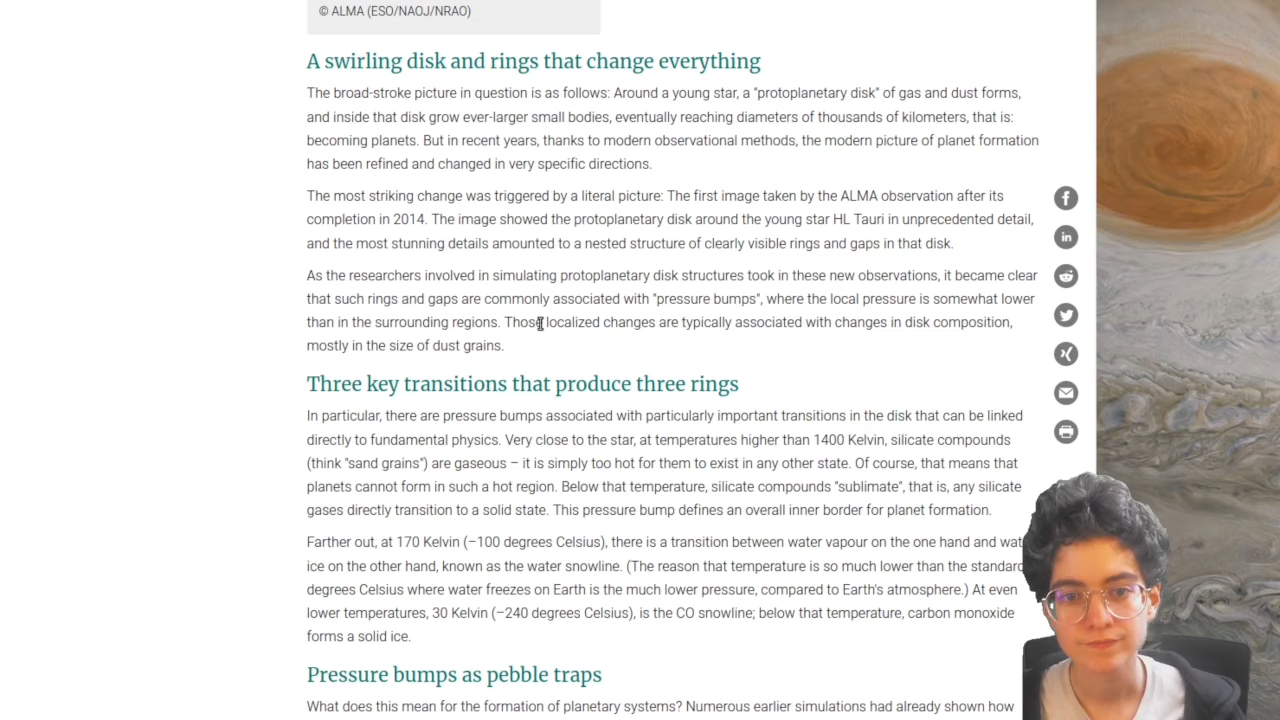 © ALMA (ESO/NAOJ/NRAO)
A swirling disk and rings that change everything
The broad-stroke picture in question is as follows: Around a young star, a "protoplanetary disk" of gas and dust forms,
and inside that disk grow ever-larger small bodies, eventually reaching diameters of thousands of kilometers, that is:
becoming planets. But in recent years, thanks to modern observational methods, the modern picture of planet formation
has been refined and changed in very specific directions.
The most striking change was triggered by a literal picture: The first image taken by the ALMA observation after its
completion in 2014. The image showed the protoplanetary disk around the young star HL Tauri in unprecedented detail,
and the most stunning details amounted to a nested structure of clearly visible rings and gaps in that disk.
As the researchers involved in simulating protoplanetary disk structures took in these new observations, it became clear
that such rings and gaps are commonly associated with "pressure bumps", where the local pressure is somewhat lower
than in the surrounding regions. Those localized changes are typically associated with changes in disk composition,
mostly in the size of dust grains.
Three key transitions that produce three rings
In particular, there are pressure bumps associated with particularly important transitions in the disk that can be linked
directly to fundamental physics. Very close to the star, at temperatures higher than 1400 Kelvin, silicate compounds
(think "sand grains") are gaseous – it is simply too hot for them to exist in any other state. Of course, that means that
planets cannot form in such a hot region. Below that temperature, silicate compounds "sublimate", that is, any silicate
gases directly transition to a solid state. This pressure bump defines an overall inner border for planet formation.
Farther out, at 170 Kelvin (–100 degrees Celsius), there is a transition between water vapour on the one hand and
ice on the other hand, known as the water snowline. (The reason that temperature is so much lower than the standard
degrees Celsius where water freezes on Earth is the much lower pressure, compared to Earth's atmosphere.) At even
lower temperatures, 30 Kelvin (–240 degrees Celsius), is the CO snowline; below that temperature, carbon monoxide
forms a solid ice.
Pressure bumps as pebble traps
What does this mean for the formation of planetary systems? Numerous earlier simulations had already shown how